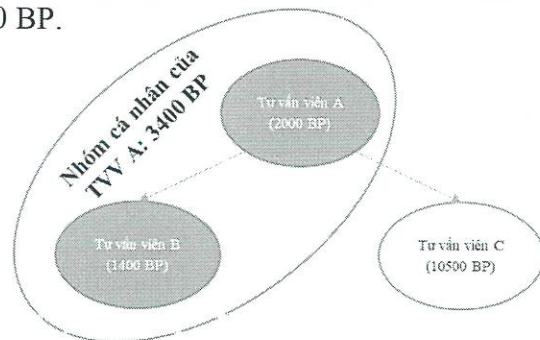 0 BP.
Nhóm cá nhân của
TVV A: 3400 BP
Tư vấn viên A
(2000 BP)
Tư vấn viên B
(1400 BP)
Tư vấn viên C
(10500 BP)